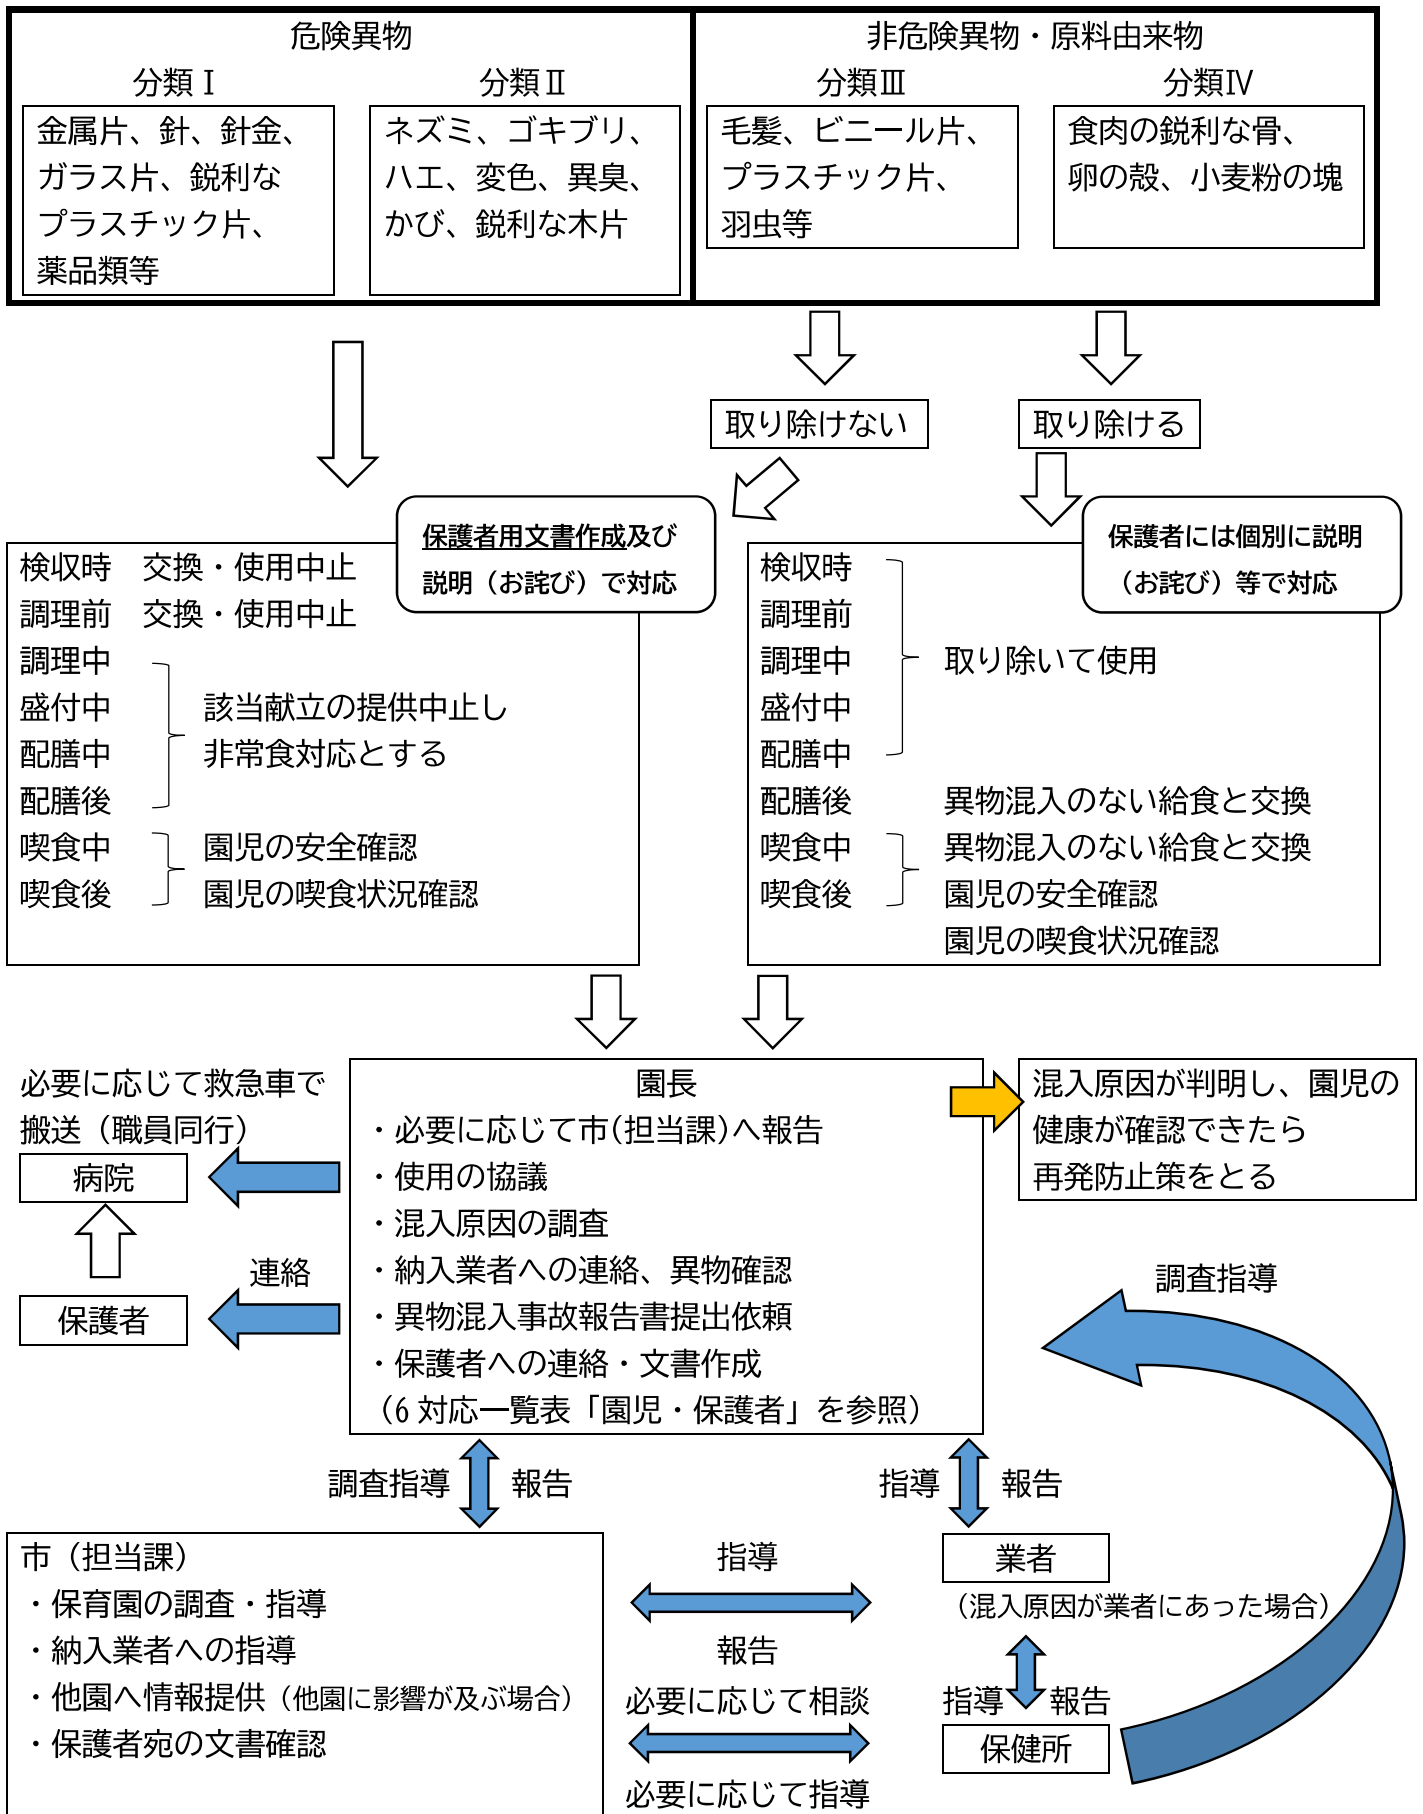 危険異物
分類Ⅰ
金属片、針、針金、
ガラス片、鋭利な
プラスチック片、
薬品類等
分類Ⅱ
ネズミ、ゴキブリ、
ハエ、変色、異臭、
かび、鋭利な木片
非危険異物・原料由来物
分類Ⅲ
毛髪、ビニール片、
プラスチック片、
羽虫等
分類Ⅳ
食肉の鋭利な骨、
卵の殻、小麦粉の塊
取り除けない
取り除ける
保護者用文書作成及び
説明（お詫び）で対応
検収時　交換・使用中止
調理前　交換・使用中止
調理中
盛付中　該当献立の提供中止し
配膳中　非常食対応とする
配膳後
喫食中　園児の安全確認
喫食後　園児の喫食状況確認
保護者には個別に説明
（お詫び）等で対応
検収時
調理前
調理中　取り除いて使用
盛付中
配膳中
配膳後　異物混入のない給食と交換
喫食中　異物混入のない給食と交換
喫食後　園児の安全確認
園児の喫食状況確認
必要に応じて救急車で
搬送（職員同行）
病院
連絡
保護者
園長
・必要に応じて市(担当課)へ報告
・使用の協議
・混入原因の調査
・納入業者への連絡、異物確認
・異物混入事故報告書提出依頼
・保護者への連絡・文書作成
（6 対応一覧表「園児・保護者」を参照）
混入原因が判明し、園児の
健康が確認できたら
再発防止策をとる
調査指導
調査指導　報告
指導　報告
市（担当課）
・保育園の調査・指導
・納入業者への指導
・他園へ情報提供（他園に影響が及ぶ場合）
・保護者宛の文書確認
指導
報告
必要に応じて相談
必要に応じて指導
業者
（混入原因が業者にあった場合）
指導　報告
保健所